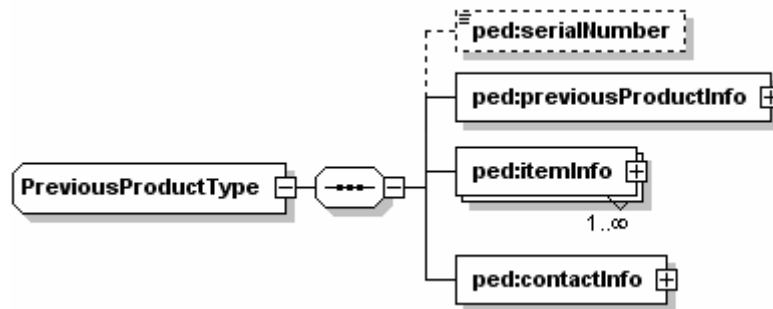 ped:serialNumber
ped:previousProductInfo
PreviousProductType
ped:itemInfo
1..∞
ped:contactInfo